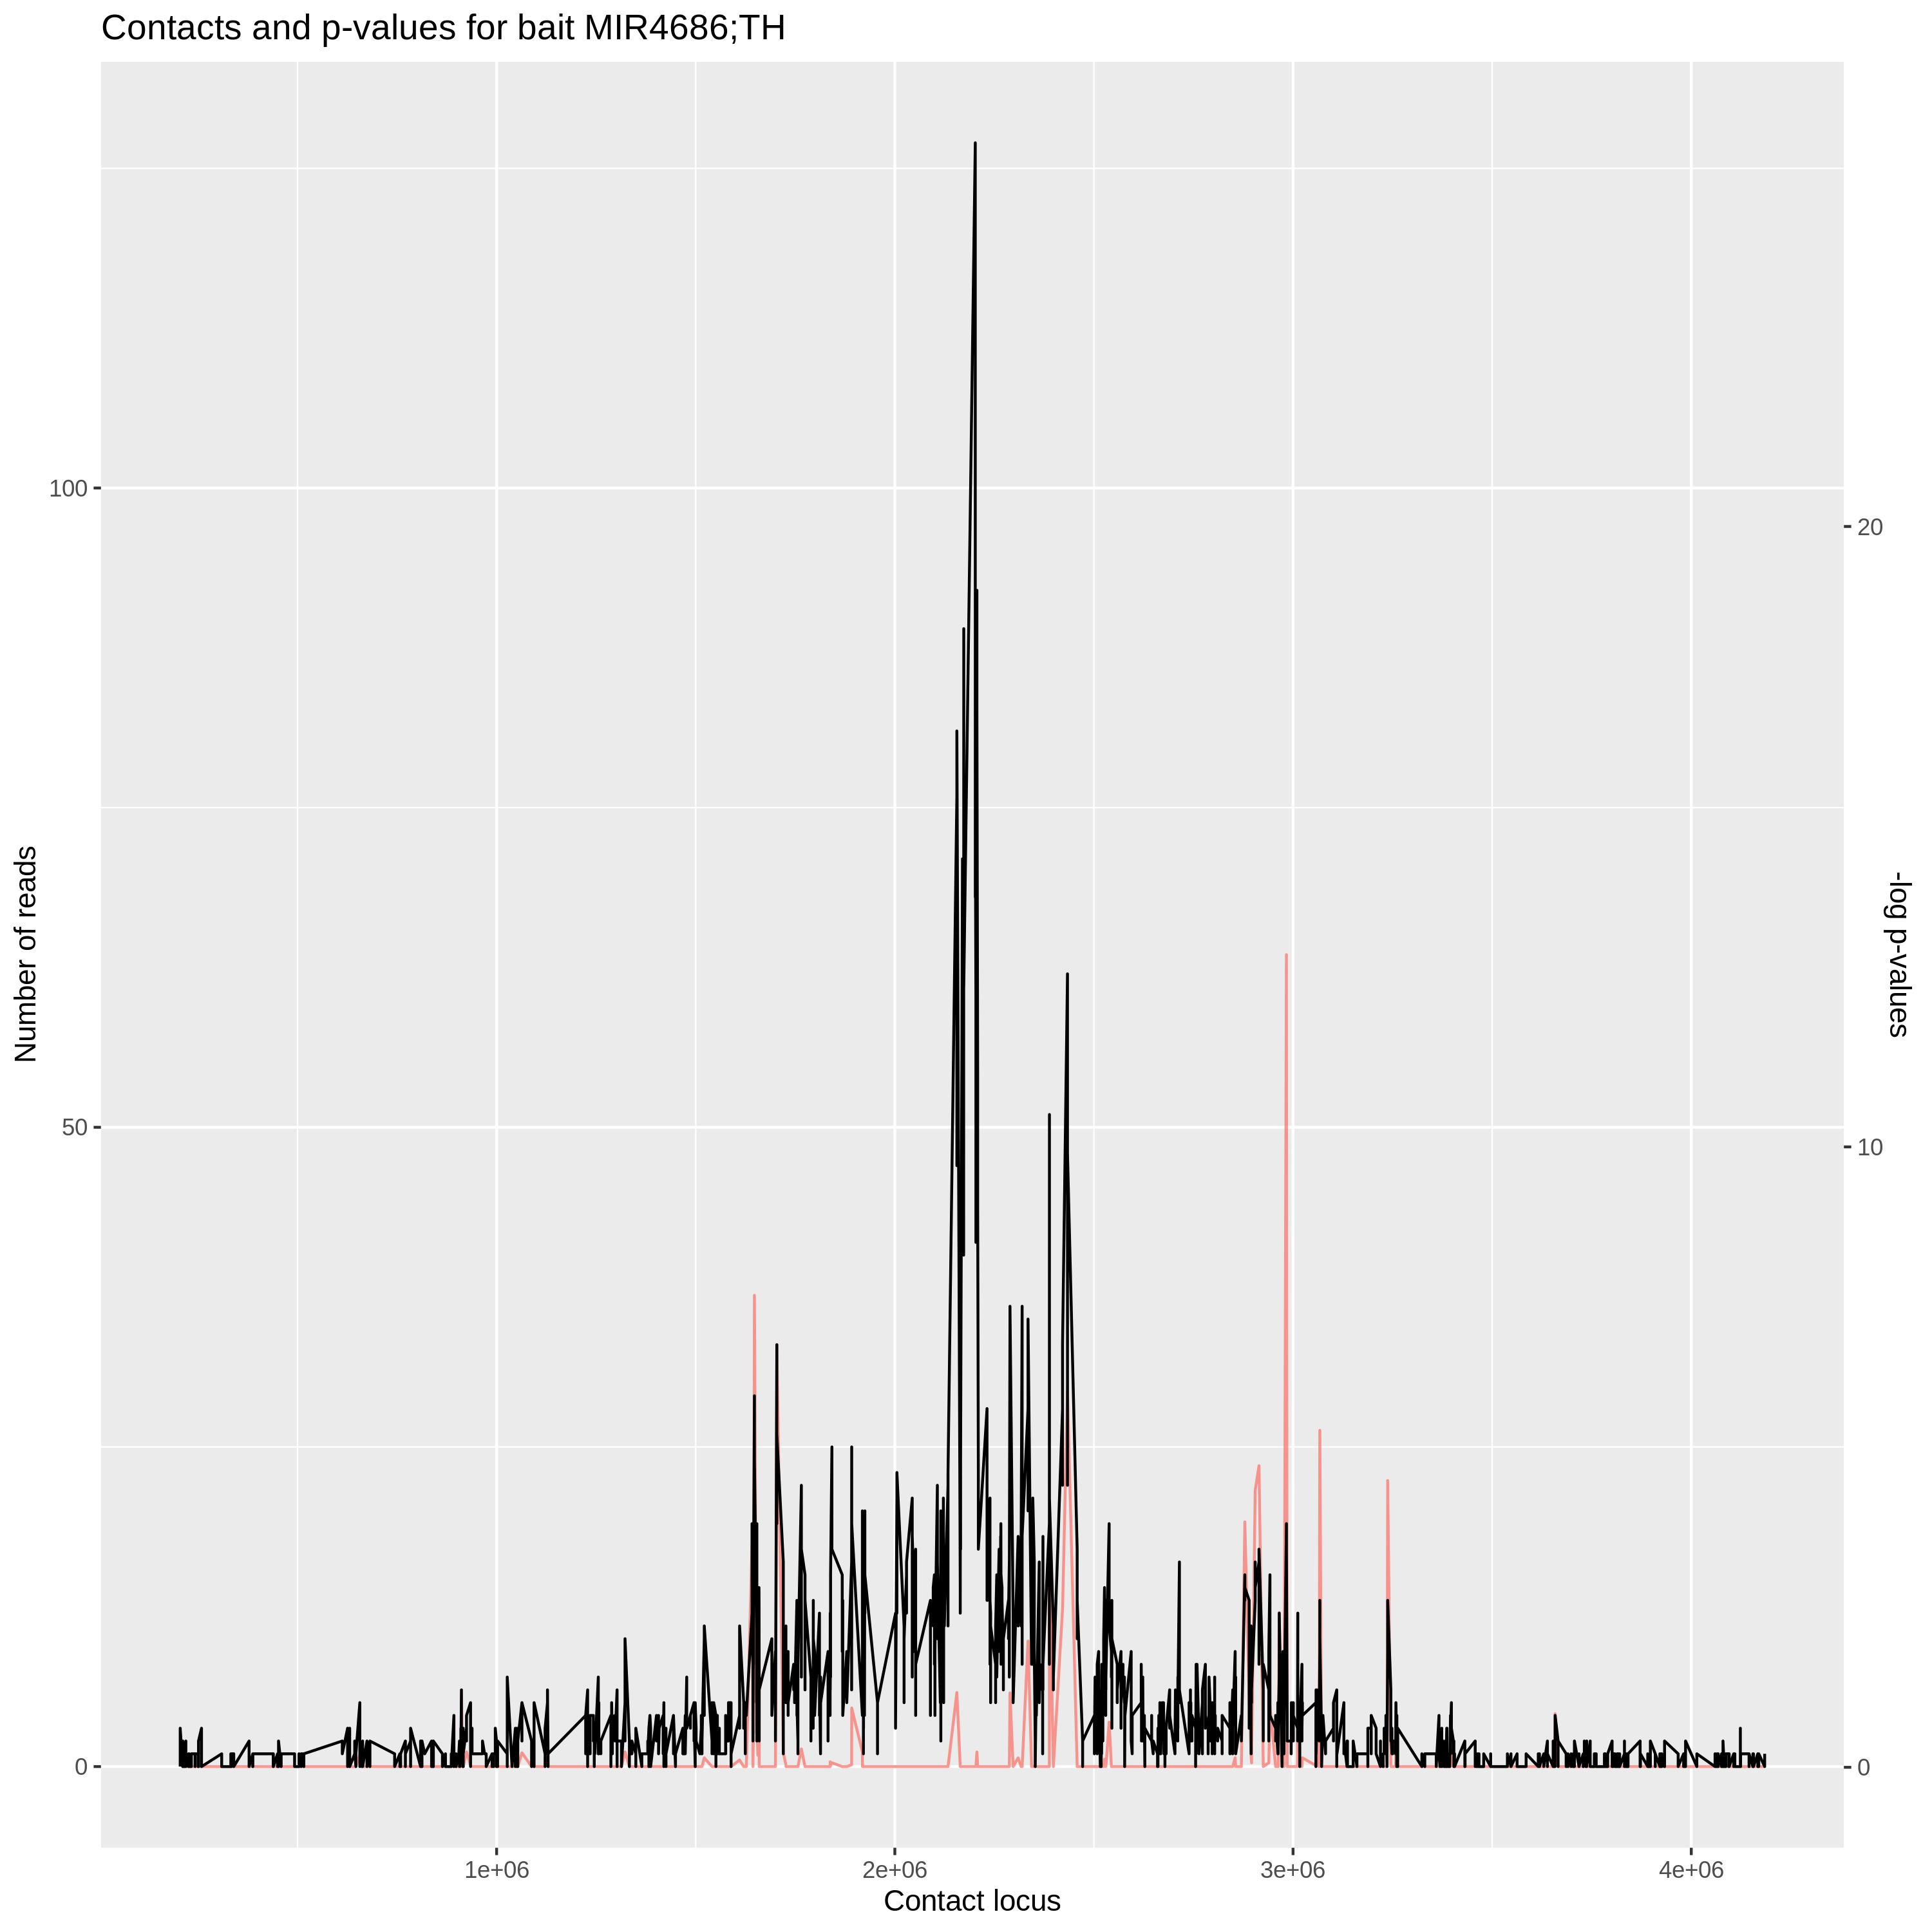 Contacts and p-values for bait MIR4686;TH
Number of reads
100
50
0
-log p-values
20
10
0
1e+06
2e+06
3e+06
4e+06
Contact locus